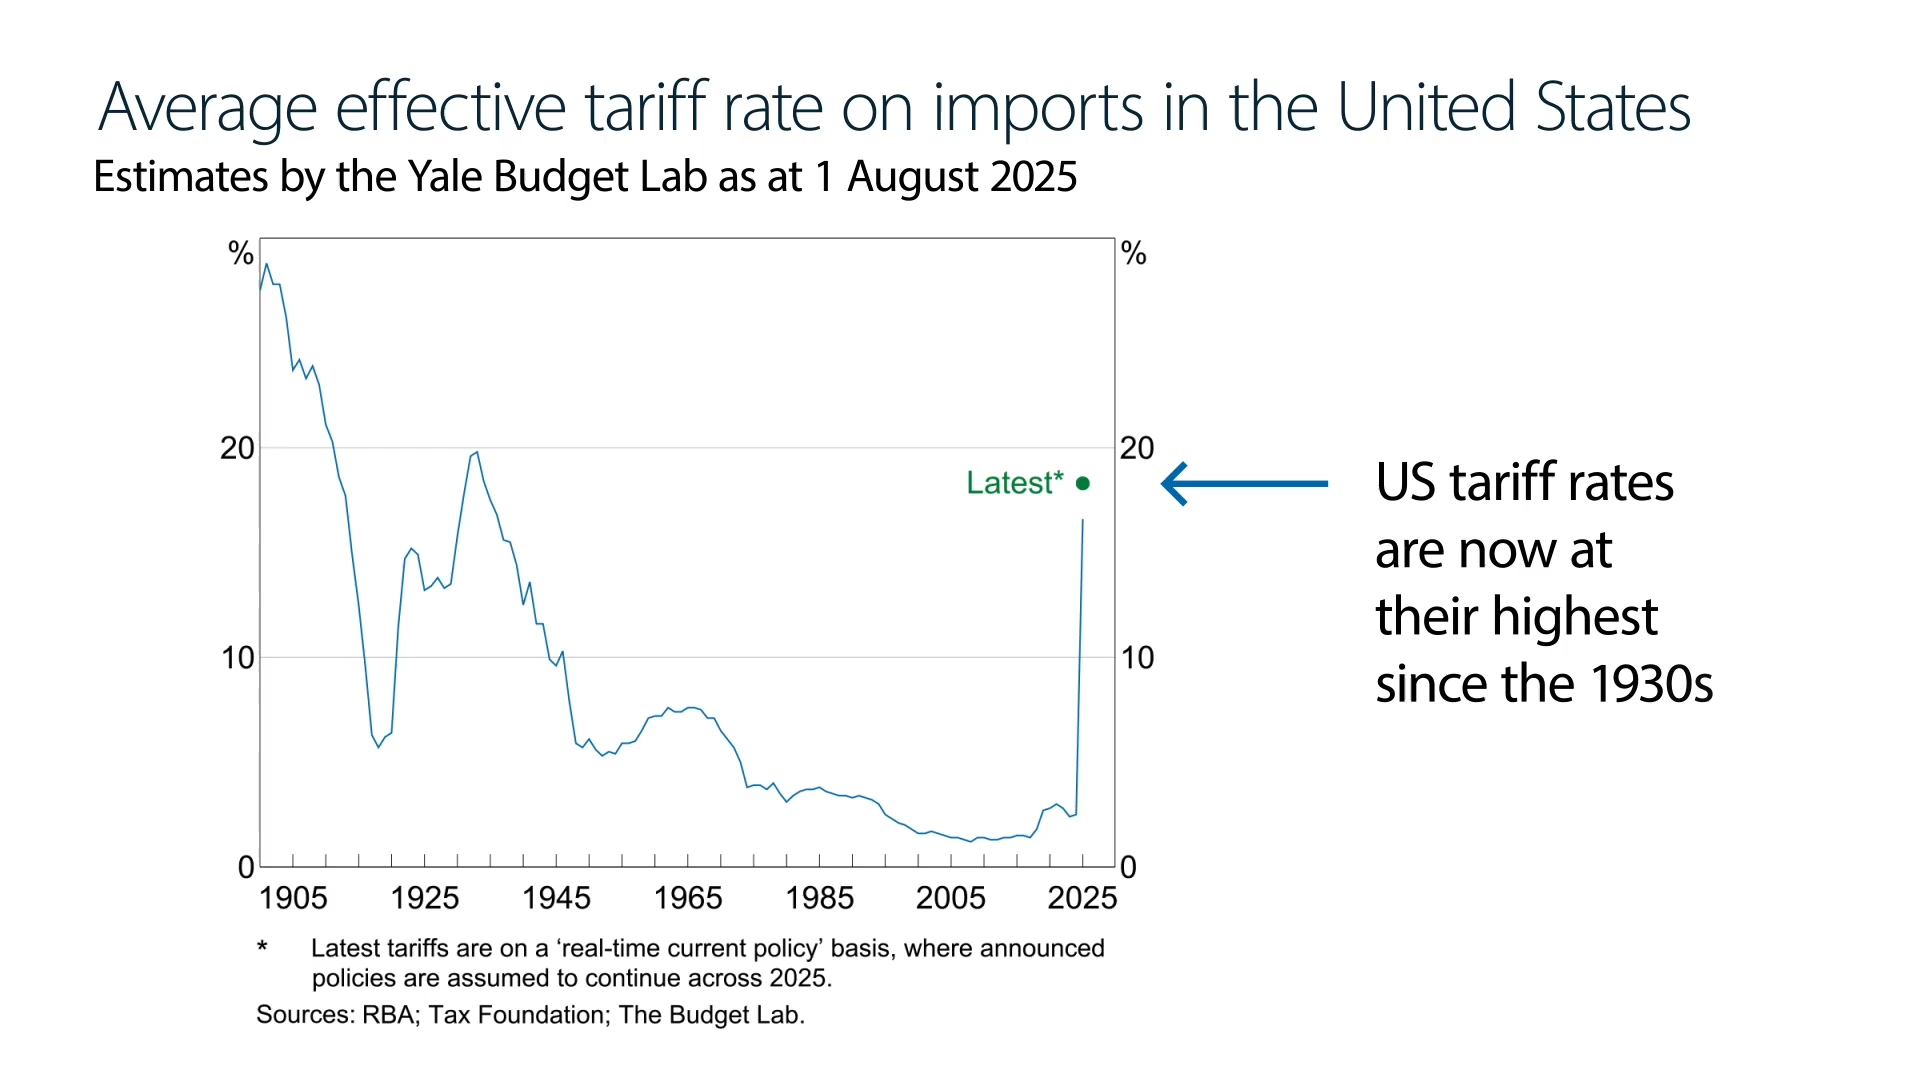 Average effective tariff rate on imports in the United States
Estimates by the Yale Budget Lab as at 1 August 2025
% %
20 20
Latest*
10 10
0 0
1905 1925 1945 1965 1985 2005 2025
US tariff rates
are now at
their highest
since the 1930s
* Latest tariffs are on a ‘real-time current policy’ basis, where announced
policies are assumed to continue across 2025.
Sources: RBA; Tax Foundation; The Budget Lab.